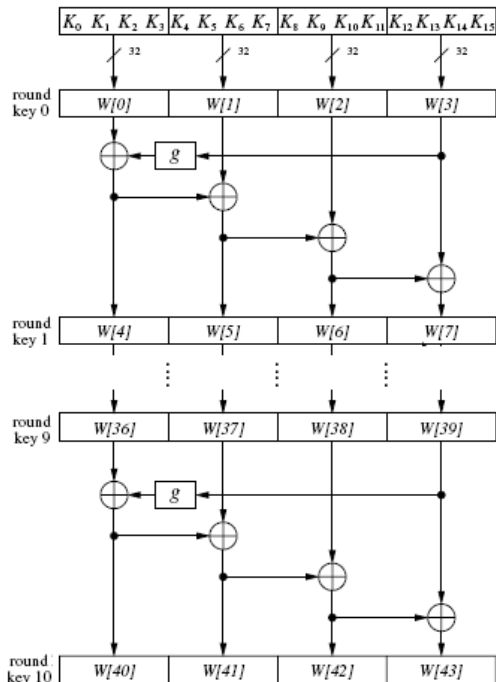 K₀ K₁ K₂ K₃ K₄ K₅ K₆ K₇ K₈ K₉ K₁₀ K₁₁ K₁₂ K₁₃ K₁₄ K₁₅
32 32 32 32
round key 0 W[0] W[1] W[2] W[3]
g
round key 1 W[4] W[5] W[6] W[7]
round key 9 W[36] W[37] W[38] W[39]
g
round key 10 W[40] W[41] W[42] W[43]